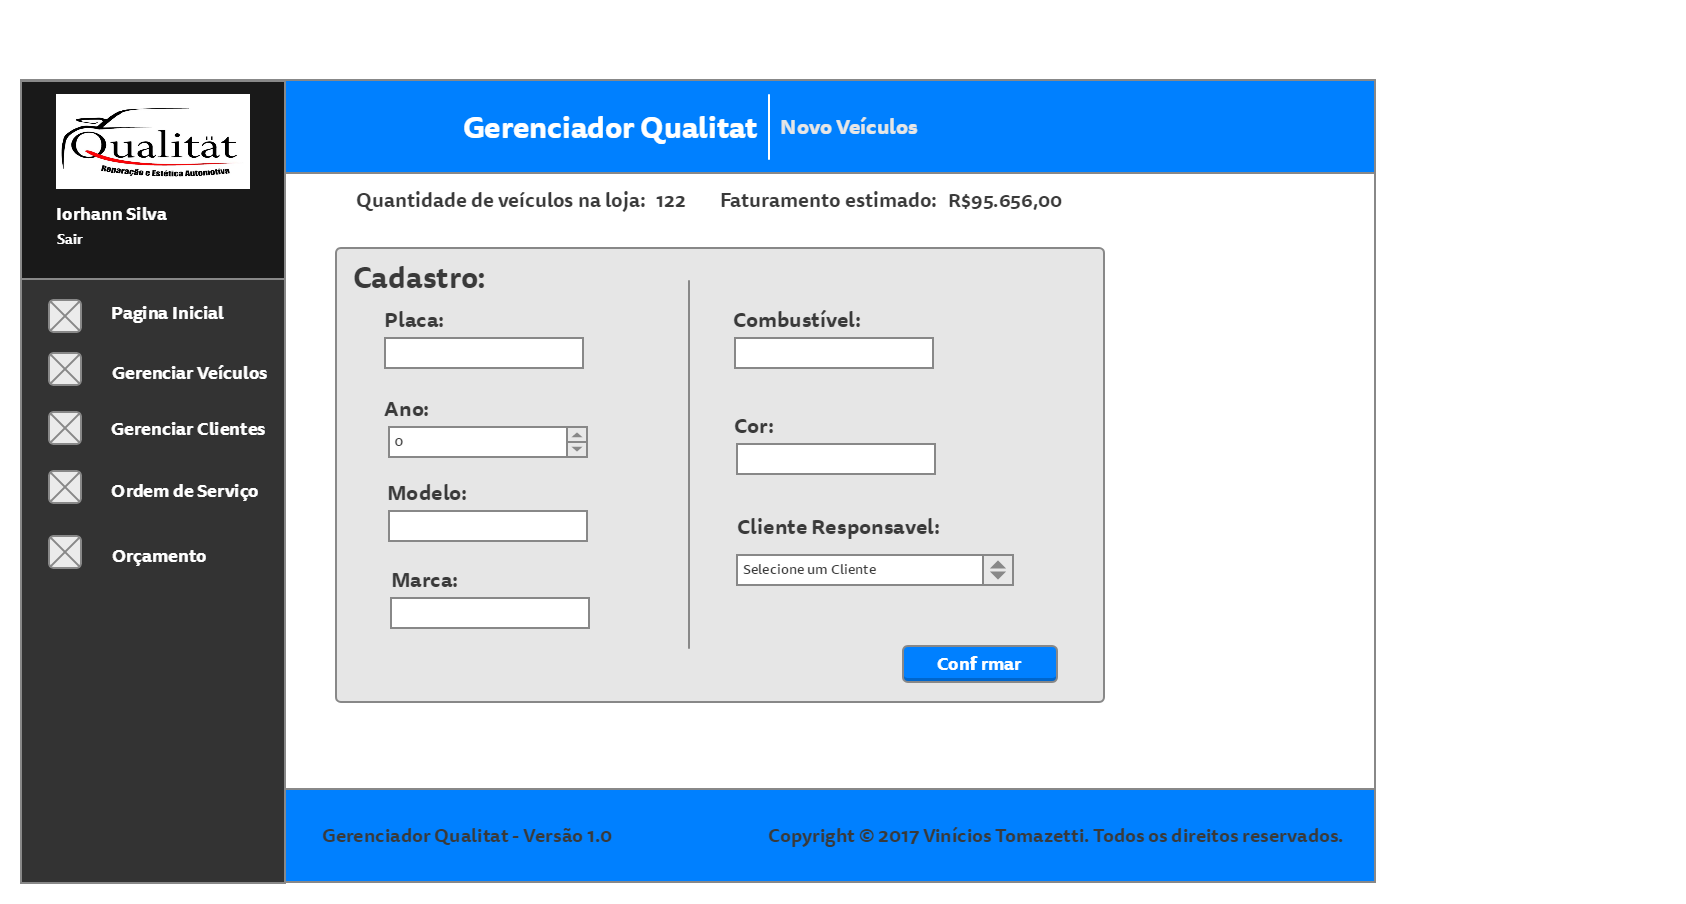 Qualität
Reparação e Estética Automotiva
Iorhann Silva
Sair
Pagina Inicial
Gerenciar Veículos
Gerenciar Clientes
Ordem de Serviço
Orçamento
Gerenciador Qualitat
Novo Veículos
Quantidade de veículos na loja: 122
Faturamento estimado: R$95.656,00
Cadastro:
Placa:
Ano:
0
Modelo:
Marca:
Combustível:
Cor:
Cliente Responsavel:
Selecione um Cliente
Conf rmar
Gerenciador Qualitat - Versão 1.0
Copyright © 2017 Vinícios Tomazetti. Todos os direitos reservados.